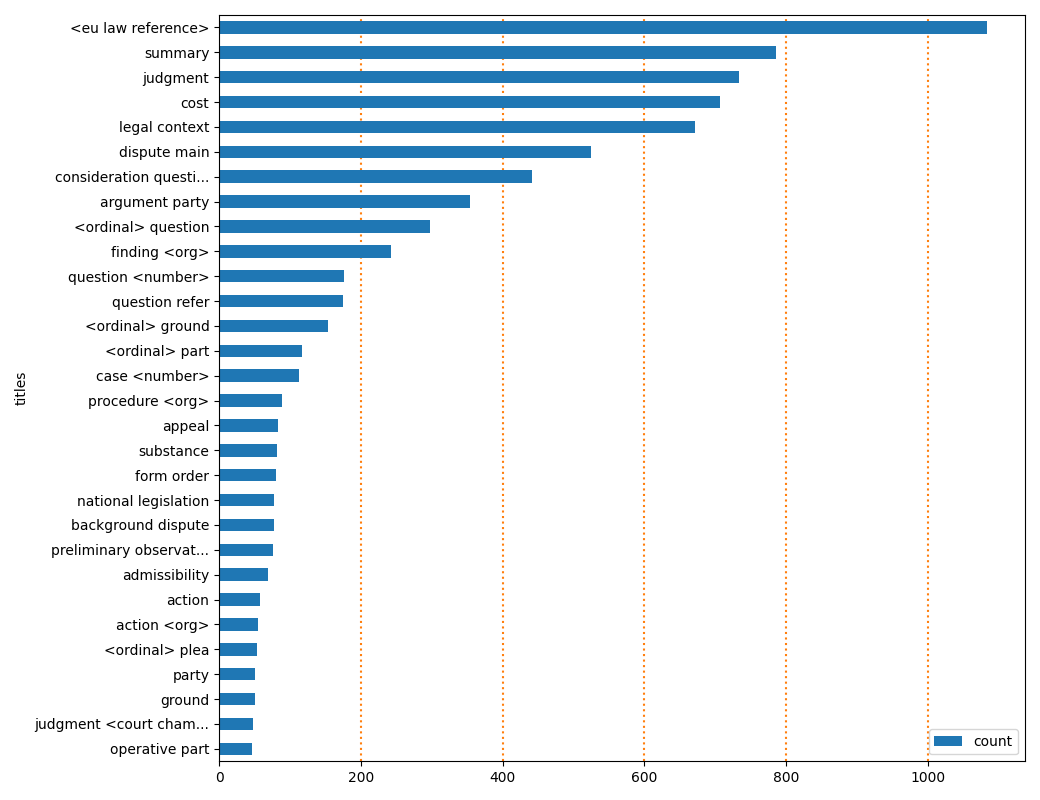 <eu law reference>
summary
judgment
cost
legal context
dispute main
consideration questi...
argument party
<ordinal> question
finding <org>
question <number>
question refer
<ordinal> ground
<ordinal> part
case <number>
procedure <org>
appeal
substance
form order
national legislation
background dispute
preliminary observat...
admissibility
action
action <org>
<ordinal> plea
party
ground
judgment <court cham...
operative part
titles
0 200 400 600 800 1000
count